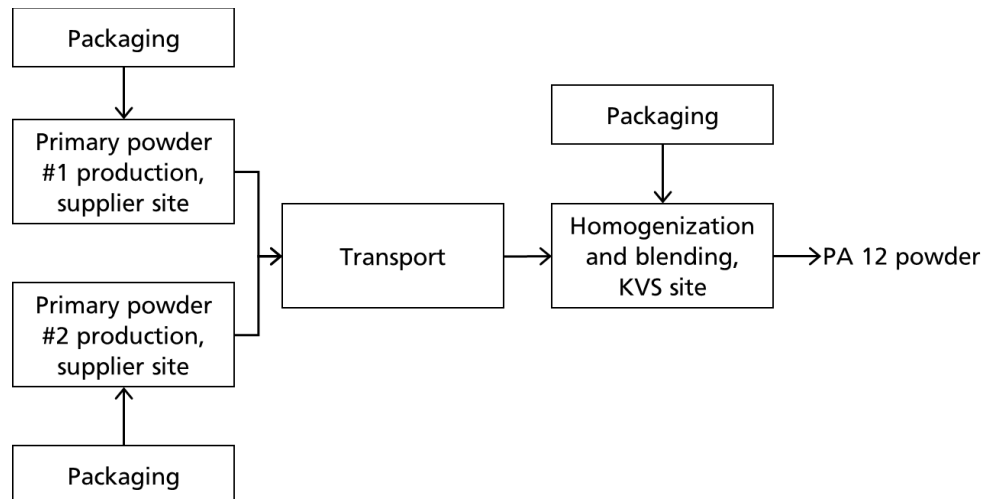 Packaging
Primary powder
#1 production,
supplier site
Primary powder
#2 production,
supplier site
Packaging
Transport
Packaging
Homogenization
and blending,
KVS site
PA 12 powder